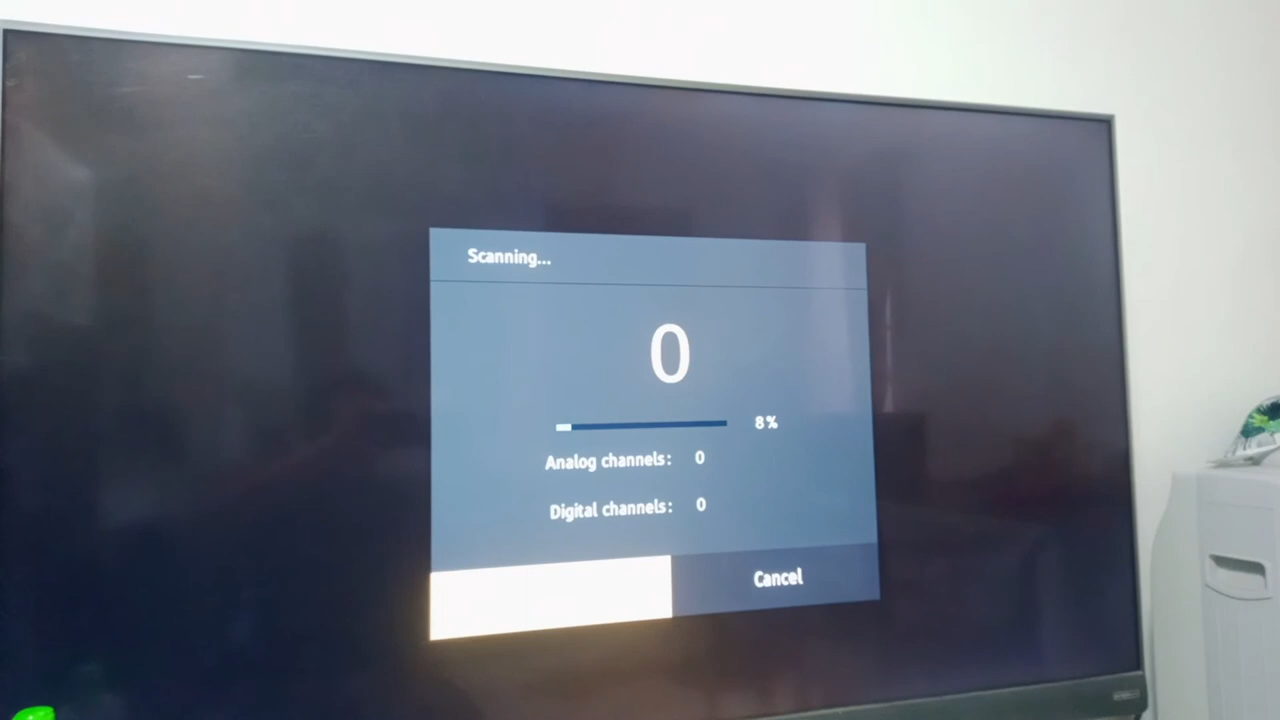 Scanning...
0
8%
Analog channels: 0
Digital channels: 0
Cancel